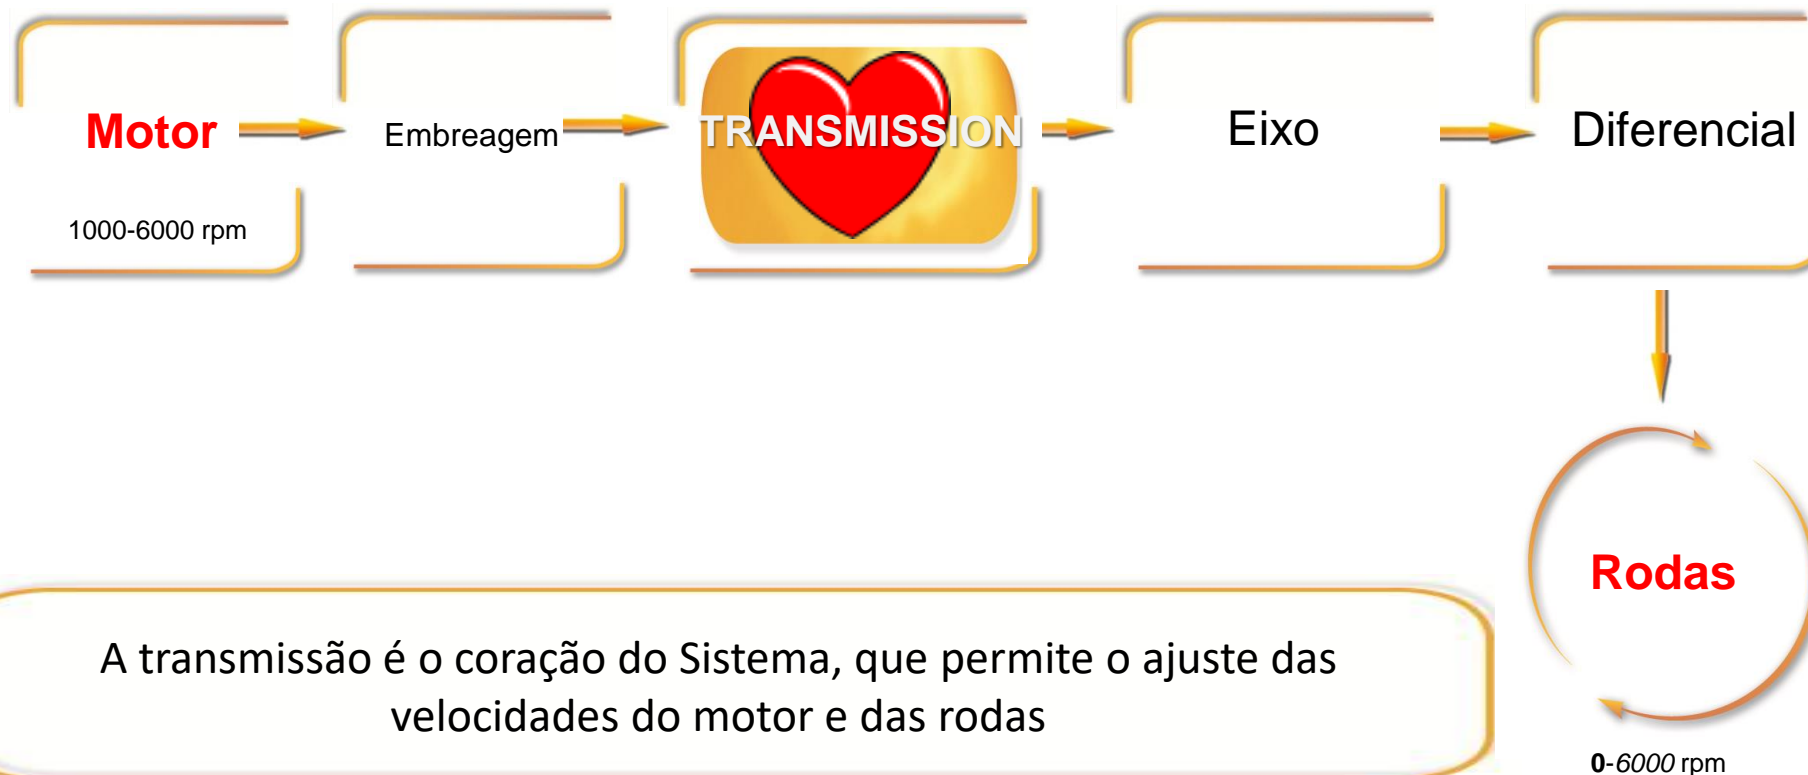 Motor
1000-6000 rpm
Embreagem
TRANSMISSION
Eixo
Diferencial
Rodas
0-6000 rpm
A transmissão é o coração do Sistema, que permite o ajuste das
velocidades do motor e das rodas